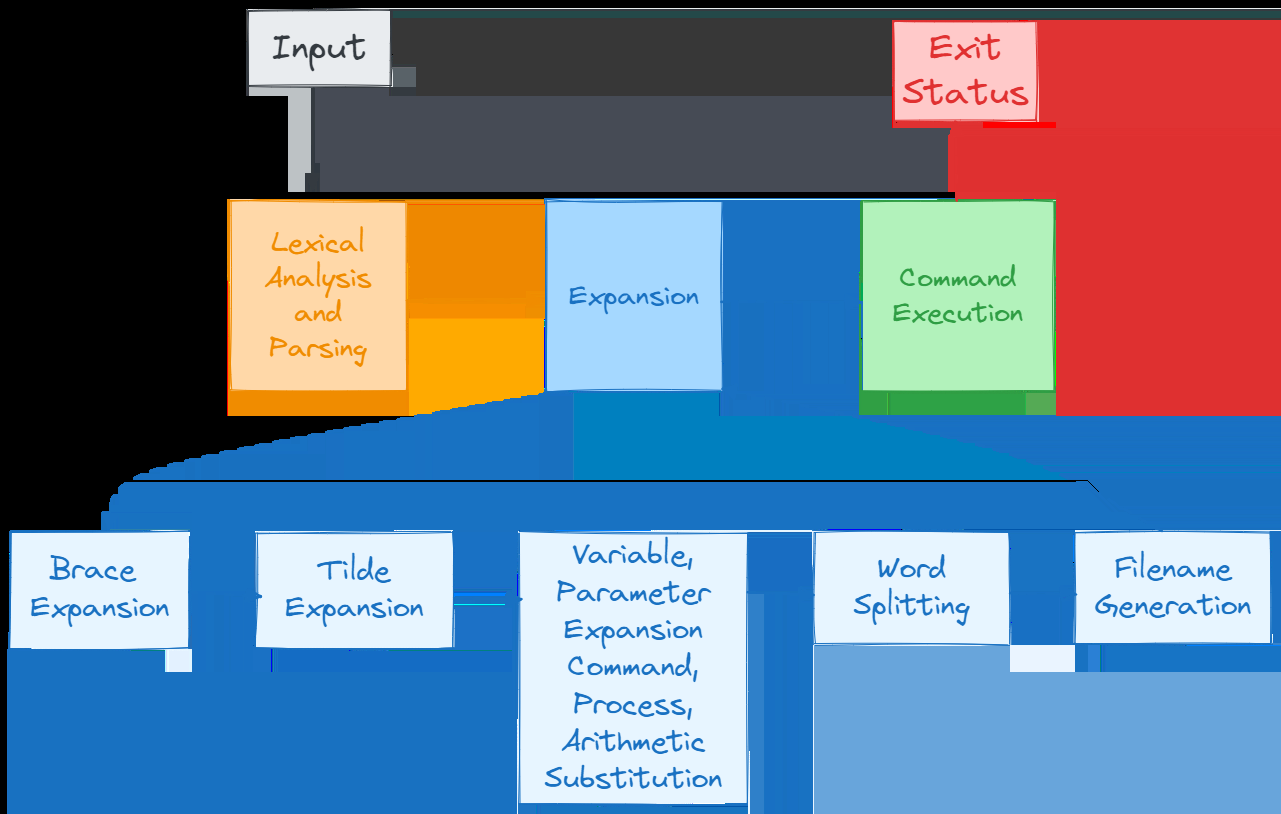 Input
Exit
Status
Lexical
Analysis
and
Parsing
Expansion
Command
Execution
Brace
Expansion
Tilde
Expansion
Variable,
Parameter
Expansion
Command,
Process,
Arithmetic
Substitution
Word
Splitting
Filename
Generation